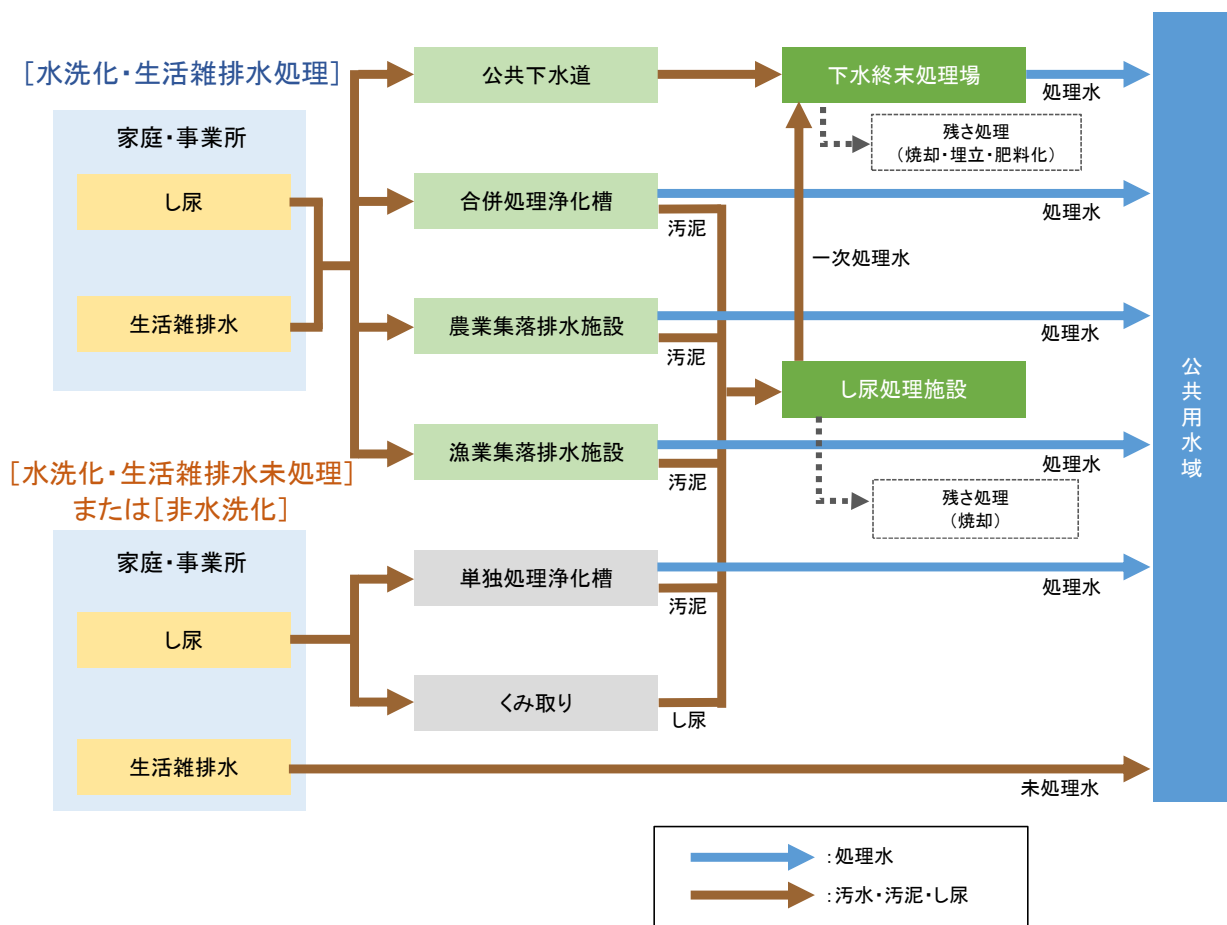 [水洗化・生活雑排水処理]
家庭・事業所
し尿
生活雑排水
公共下水道
合併処理浄化槽
汚泥
農業集落排水施設
汚泥
漁業集落排水施設
汚泥
下水終末処理場
処理水
残さ処理
(焼却・埋立・肥料化)
処理水
一次処理水
処理水
し尿処理施設
処理水
残さ処理
(焼却)
[水洗化・生活雑排水未処理]
または[非水洗化]
家庭・事業所
し尿
生活雑排水
単独処理浄化槽
汚泥
処理水
くみ取り
し尿
未処理水
公共用水域
:処理水
:汚水・汚泥・し尿